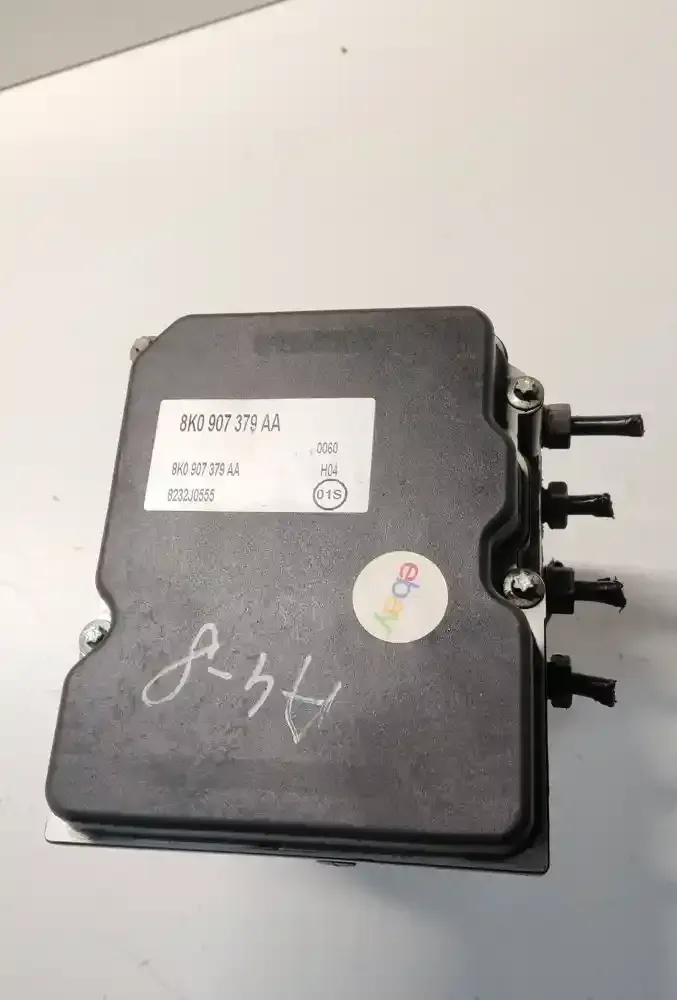 8K0 907 379 AA
0060
8K0 907 379 AA H04
8232J0555 01S
ebay
A4-8